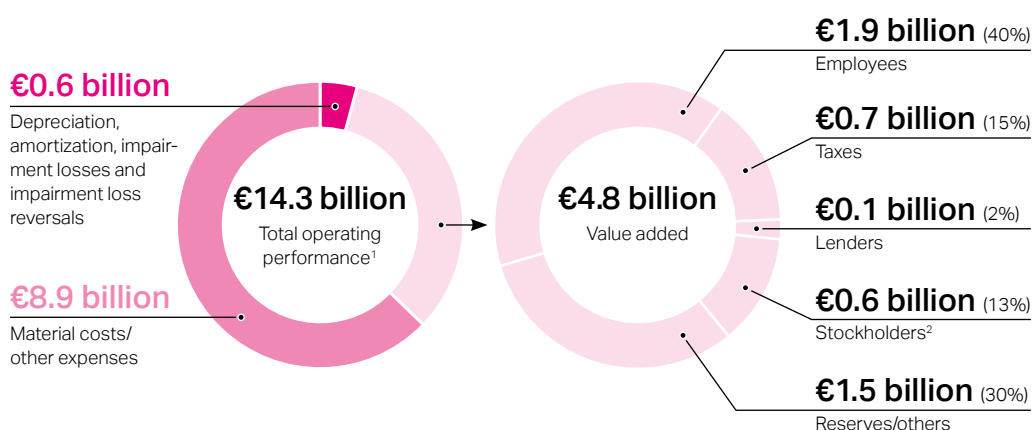 €0.6 billion
Depreciation,
amortization, impair-
ment losses and
impairment loss
reversals
€8.9 billion
Material costs/
other expenses
€14.3 billion
Total operating
performance¹
€4.8 billion
Value added
€1.9 billion (40%)
Employees
€0.7 billion (15%)
Taxes
€0.1 billion (2%)
Lenders
€0.6 billion (13%)
Stockholders²
€1.5 billion (30%)
Reserves/others